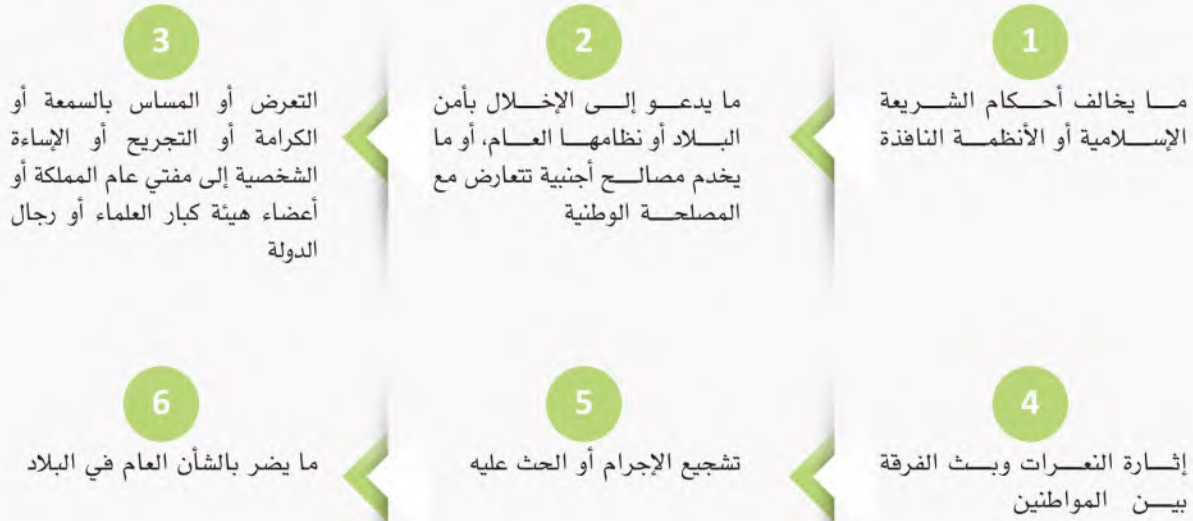 1
ما يخالف أحكام الشريعة
الإسلامية أو الأنظمة النافذة
2
ما يدعو إلى الإخلال بأمن
البلاد أو نظامها العام، أو ما
يخدم مصالح أجنبية تتعارض مع
المصلحة الوطنية
3
التعرض أو المساس بالسمعة أو
الكرامة أو التجريح أو الإساءة
الشخصية إلى مفتي عام المملكة أو
أعضاء هيئة كبار العلماء أو رجال
الدولة
4
إثارة النعرات وبث الفرقة
بين المواطنين
5
تشجيع الإجرام أو الحث عليه
6
ما يضر بالشأن العام في البلاد